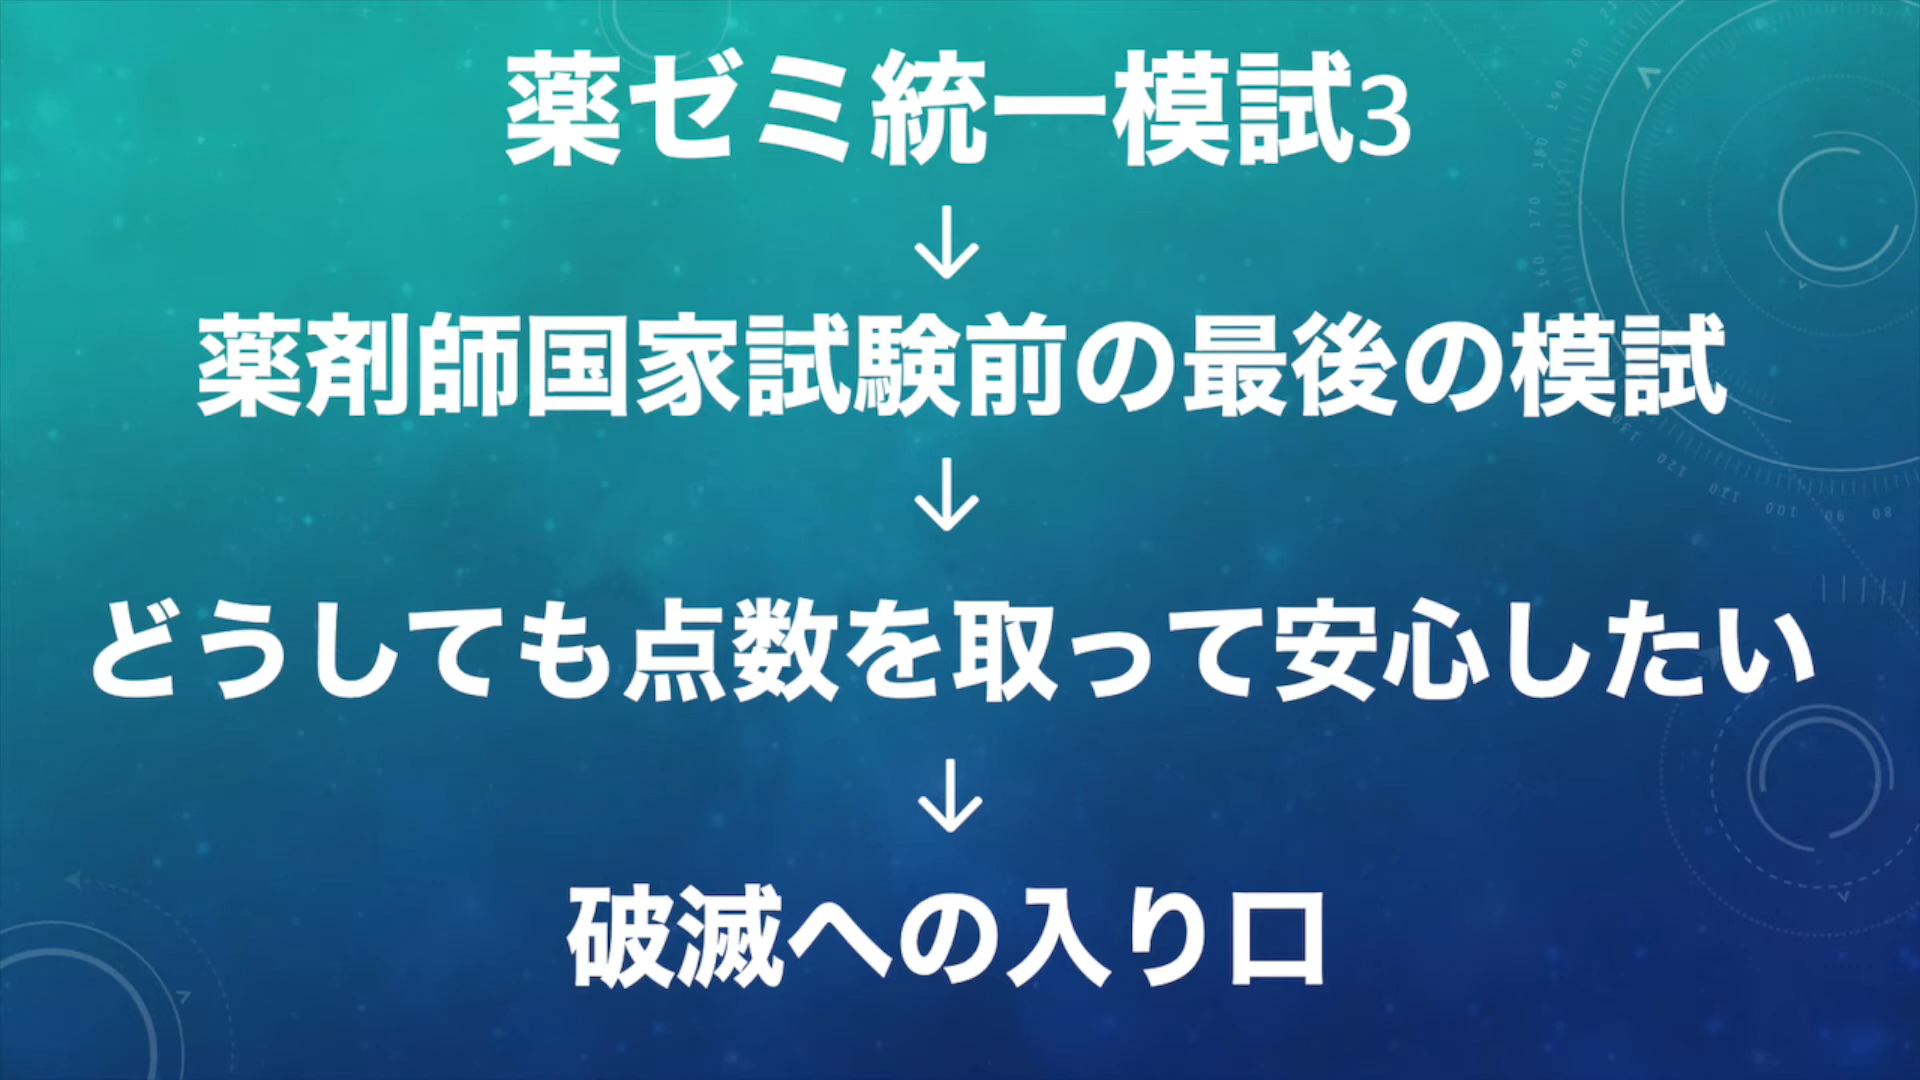 薬ゼミ統一模試3
↓
薬剤師国家試験前の最後の模試
↓
どうしても点数を取って安心したい
↓
破滅への入り口